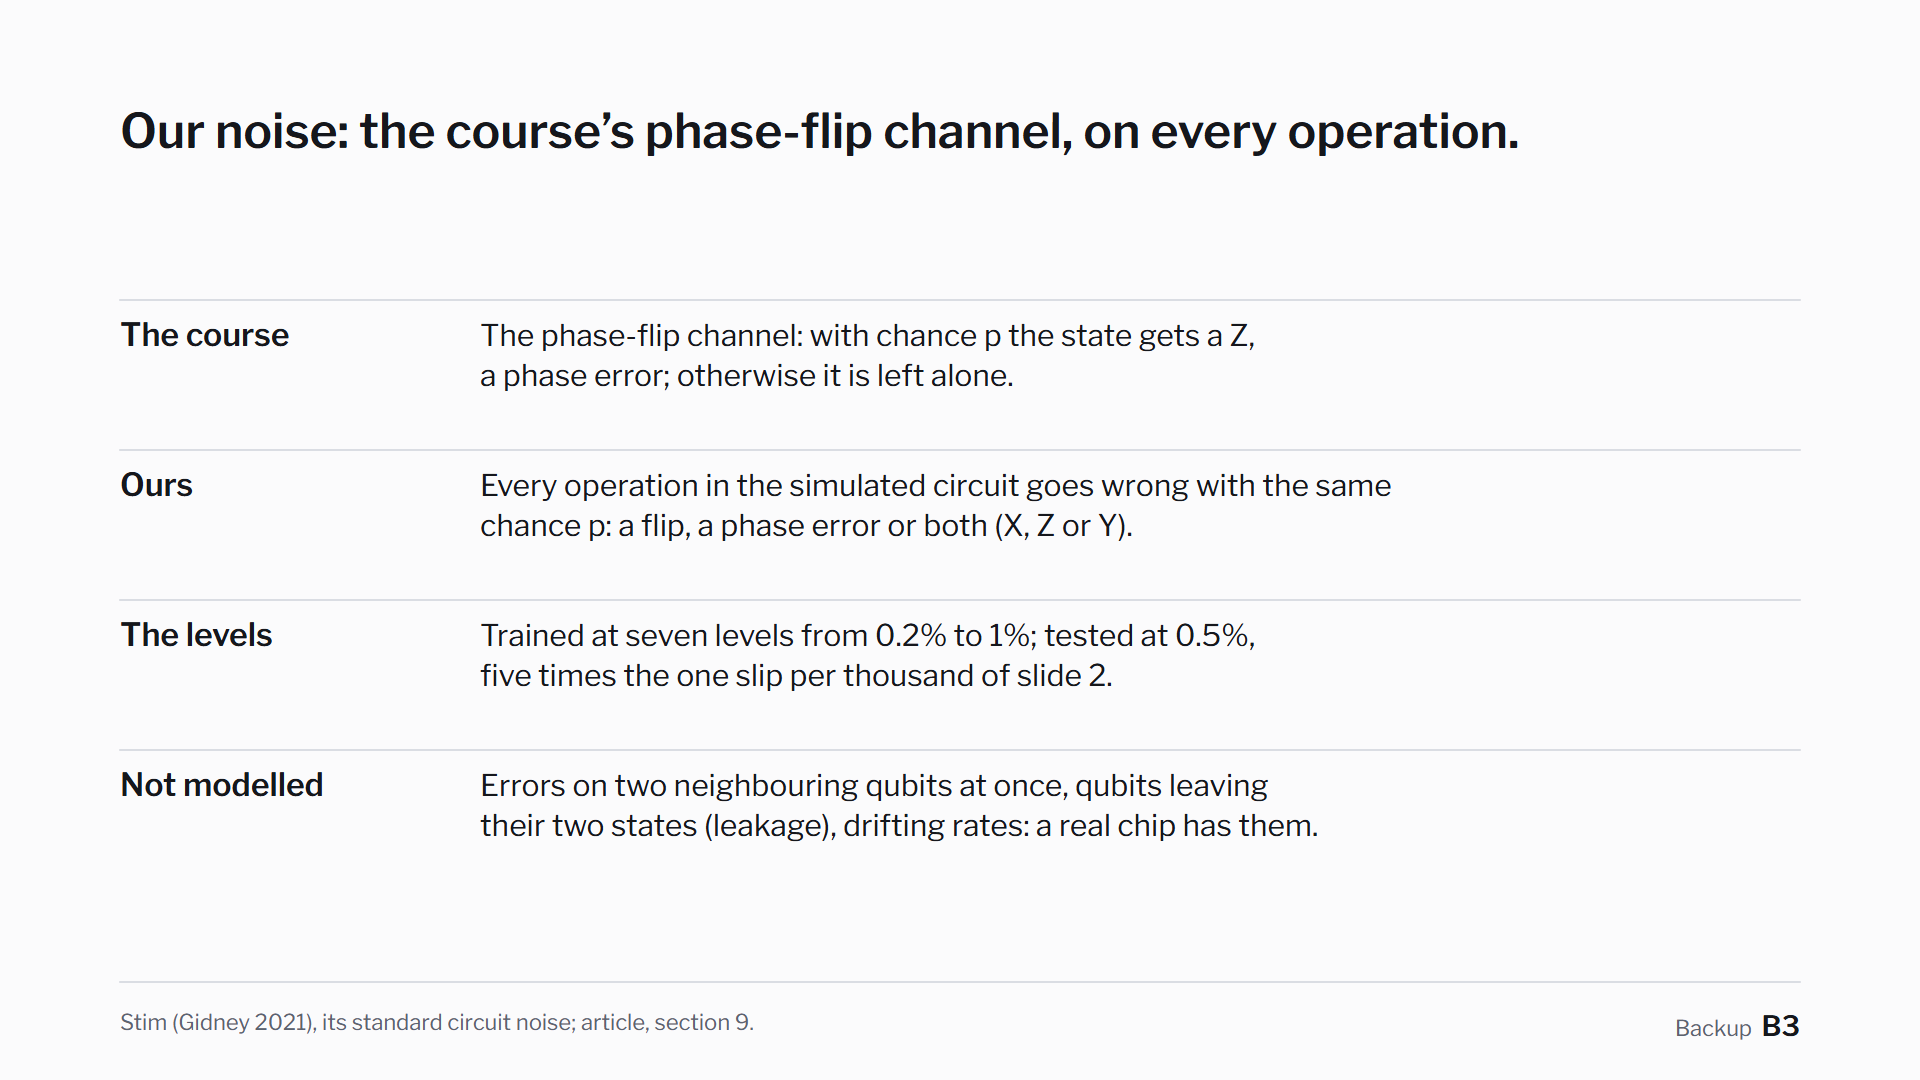 Our noise: the course’s phase-flip channel, on every operation.
The course
The phase-flip channel: with chance p the state gets a Z,
a phase error; otherwise it is left alone.
Ours
Every operation in the simulated circuit goes wrong with the same
chance p: a flip, a phase error or both (X, Z or Y).
The levels
Trained at seven levels from 0.2% to 1%; tested at 0.5%,
five times the one slip per thousand of slide 2.
Not modelled
Errors on two neighbouring qubits at once, qubits leaving
their two states (leakage), drifting rates: a real chip has them.
Stim (Gidney 2021), its standard circuit noise; article, section 9.
Backup B3